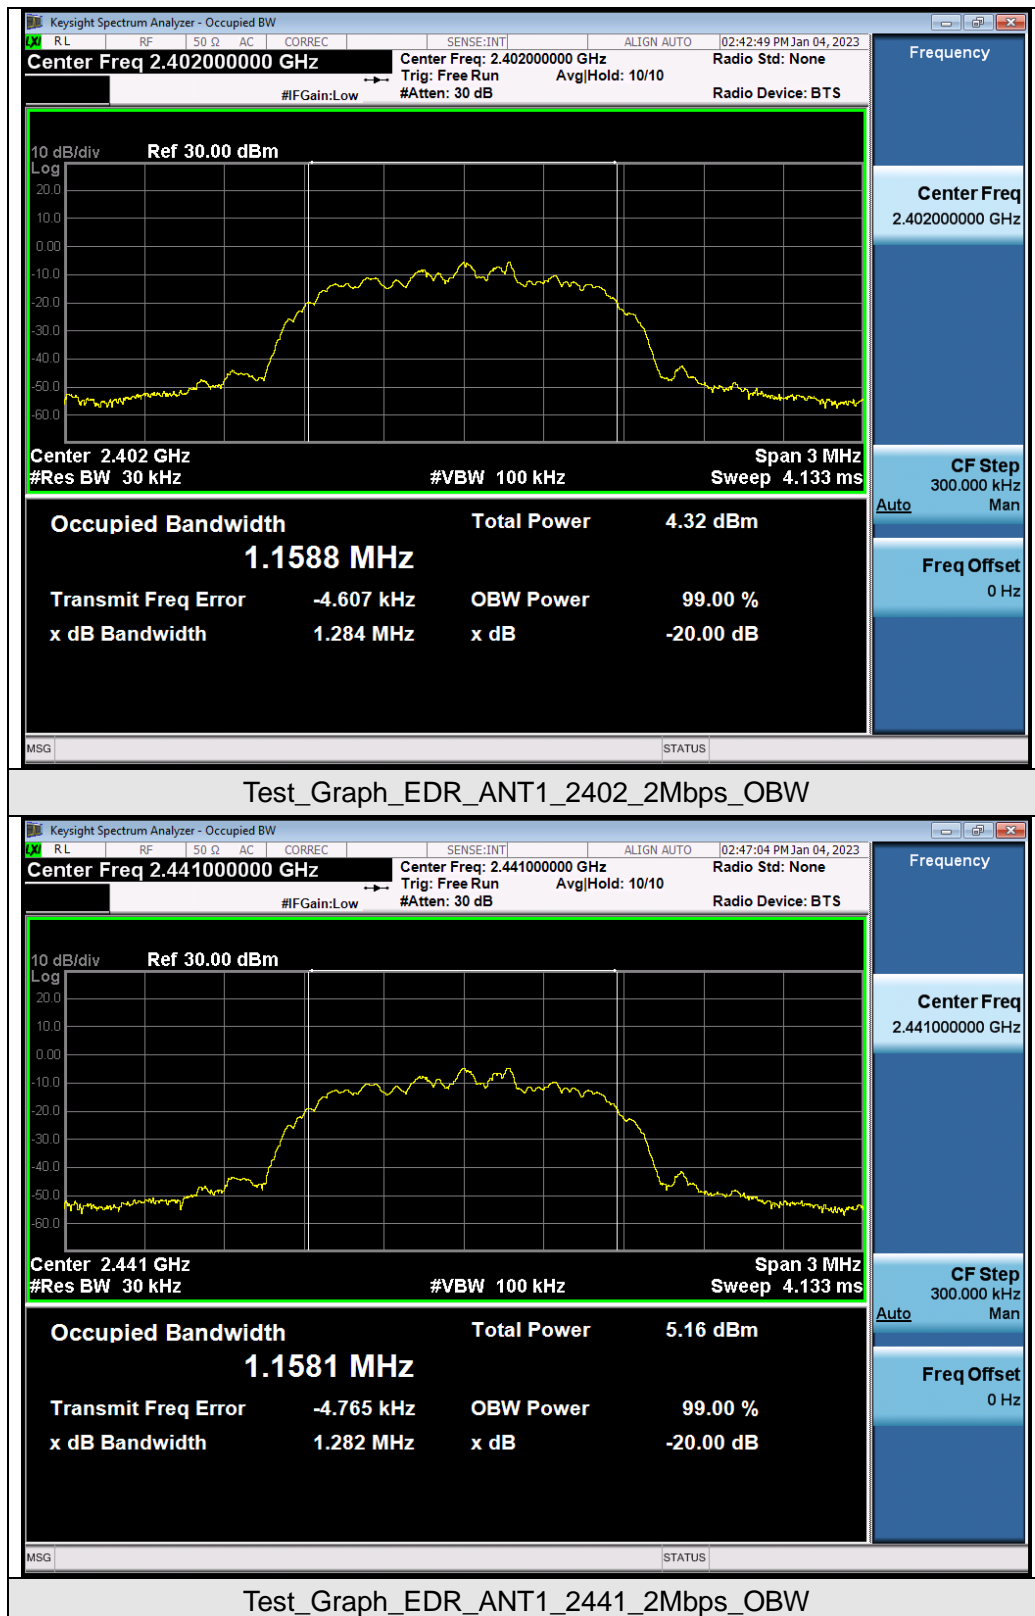 Keysight Spectrum Analyzer - Occupied BW
LXI RL RF 50 Ω AC CORREC SENSE:INT ALIGN AUTO 02:42:49 PM Jan 04, 2023
Center Freq 2.402000000 GHz
Center Freq: 2.402000000 GHz
Radio Std: None
Trig: Free Run Avg|Hold: 10/10
#IFGain:Low #Atten: 30 dB Radio Device: BTS
Frequency
10 dB/div Ref 30.00 dBm
Log
20.0
10.0
0.00
-10.0
-20.0
-30.0
-40.0
-50.0
-60.0
Center 2.402 GHz Span 3 MHz
#Res BW 30 kHz #VBW 100 kHz Sweep 4.133 ms
Center Freq
2.402000000 GHz
CF Step
300.000 kHz
Auto Man
Freq Offset
0 Hz
Occupied Bandwidth Total Power 4.32 dBm
1.1588 MHz
Transmit Freq Error -4.607 kHz OBW Power 99.00 %
x dB Bandwidth 1.284 MHz x dB -20.00 dB
MSG STATUS
Test_Graph_EDR_ANT1_2402_2Mbps_OBW
Keysight Spectrum Analyzer - Occupied BW
LXI RL RF 50 Ω AC CORREC SENSE:INT ALIGN AUTO 02:47:04 PM Jan 04, 2023
Center Freq 2.441000000 GHz
Center Freq: 2.441000000 GHz
Radio Std: None
Trig: Free Run Avg|Hold: 10/10
#IFGain:Low #Atten: 30 dB Radio Device: BTS
Frequency
10 dB/div Ref 30.00 dBm
Log
20.0
10.0
0.00
-10.0
-20.0
-30.0
-40.0
-50.0
-60.0
Center 2.441 GHz Span 3 MHz
#Res BW 30 kHz #VBW 100 kHz Sweep 4.133 ms
Center Freq
2.441000000 GHz
CF Step
300.000 kHz
Auto Man
Freq Offset
0 Hz
Occupied Bandwidth Total Power 5.16 dBm
1.1581 MHz
Transmit Freq Error -4.765 kHz OBW Power 99.00 %
x dB Bandwidth 1.282 MHz x dB -20.00 dB
MSG STATUS
Test_Graph_EDR_ANT1_2441_2Mbps_OBW